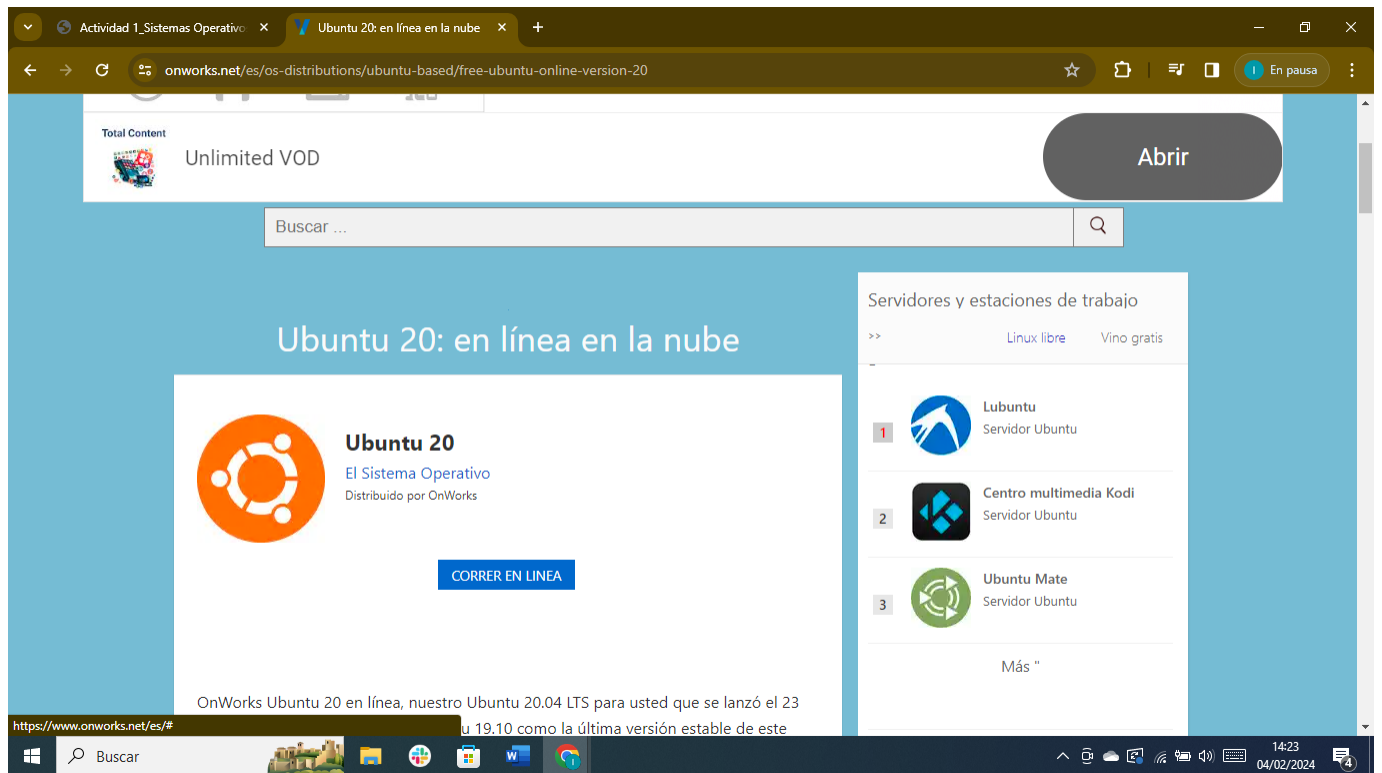 Actividad 1_Sistemas Operativo
Ubuntu 20: en línea en la nube
onworks.net/es/os-distributions/ubuntu-based/free-ubuntu-online-version-20
I
En pausa
Total Content
Unlimited VOD
Abrir
Buscar ...
Servidores y estaciones de trabajo
>>
Linux libre
Vino gratis
Ubuntu 20: en línea en la nube
Ubuntu 20
El Sistema Operativo
Distribuido por OnWorks
CORRER EN LINEA
1
Lubuntu
Servidor Ubuntu
2
Centro multimedia Kodi
Servidor Ubuntu
3
Ubuntu Mate
Servidor Ubuntu
Más "
OnWorks Ubuntu 20 en línea, nuestro Ubuntu 20.04 LTS para usted que se lanzó el 23
u 19.10 como la última versión estable de este
https://www.onworks.net/es/#
Buscar
14:23
04/02/2024
4